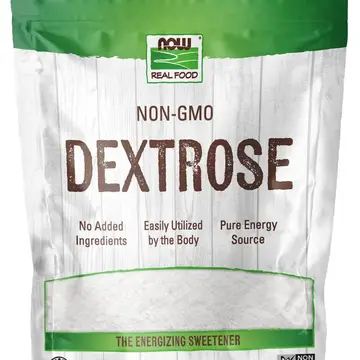 NOW
REAL FOOD
NON-GMO
DEXTROSE
No Added Ingredients
Easily Utilized by the Body
Pure Energy Source
THE ENERGIZING SWEETENER
NON